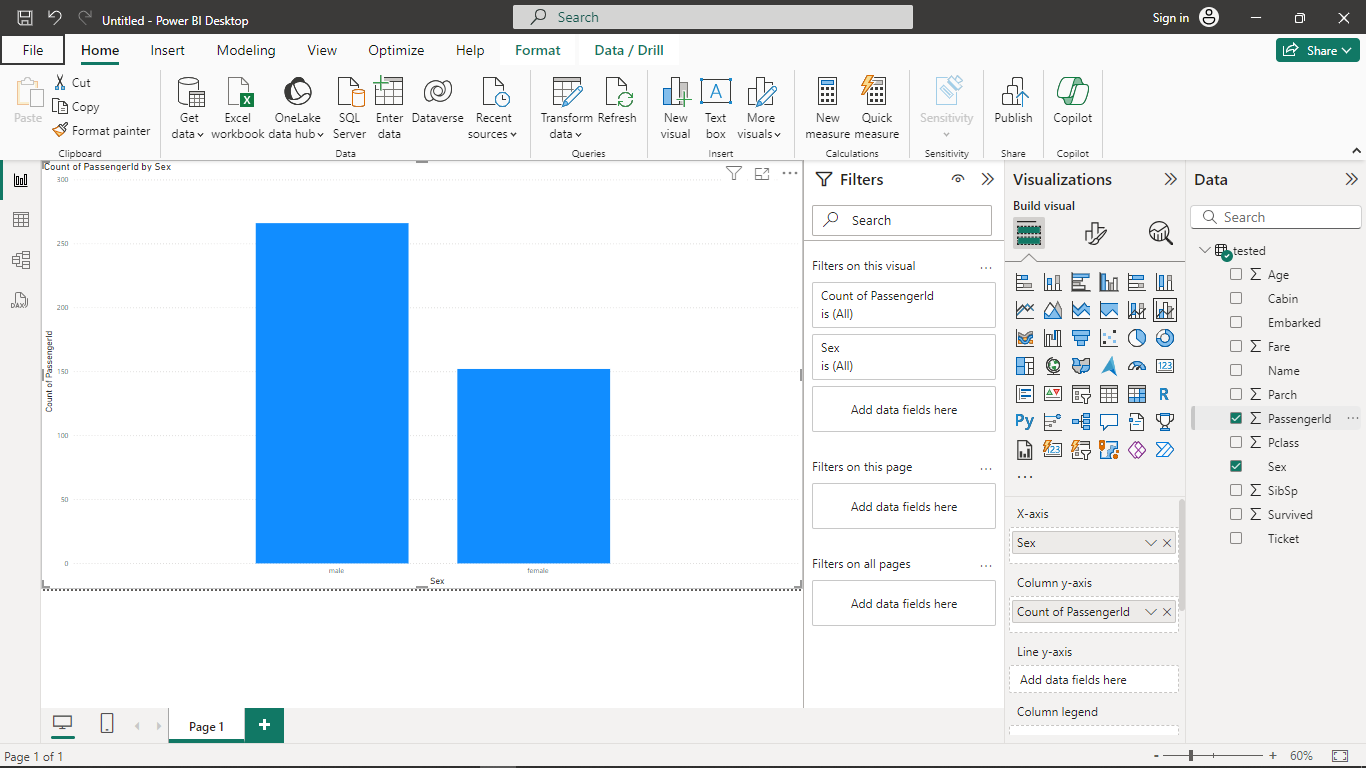 Untitled - Power BI Desktop
Search
Sign in
File
Home
Insert
Modeling
View
Optimize
Help
Format
Data / Drill
Share
Paste
Cut
Copy
Format painter
Clipboard
Get data
Excel workbook
OneLake data hub
SQL Server
Enter data
Dataverse
Recent sources
Data
Transform data
Refresh
Queries
New visual
Text box
More visuals
Insert
New measure
Quick measure
Calculations
Sensitivity
Sensitivity
Publish
Share
Copilot
Copilot
Count of PassengerId by Sex
300
250
200
150
100
50
0
Count of PassengerId
male
female
Sex
Filters
Search
Filters on this visual
Count of PassengerId
is (All)
Sex
is (All)
Add data fields here
Filters on this page
Add data fields here
Filters on all pages
Add data fields here
Visualizations
Build visual
123
R
Py
123
X-axis
Sex
Column y-axis
Count of PassengerId
Line y-axis
Add data fields here
Column legend
Data
Search
tested
Age
Cabin
Embarked
Fare
Name
Parch
PassengerId
Pclass
Sex
SibSp
Survived
Ticket
DAX
Page 1
Page 1 of 1
60%